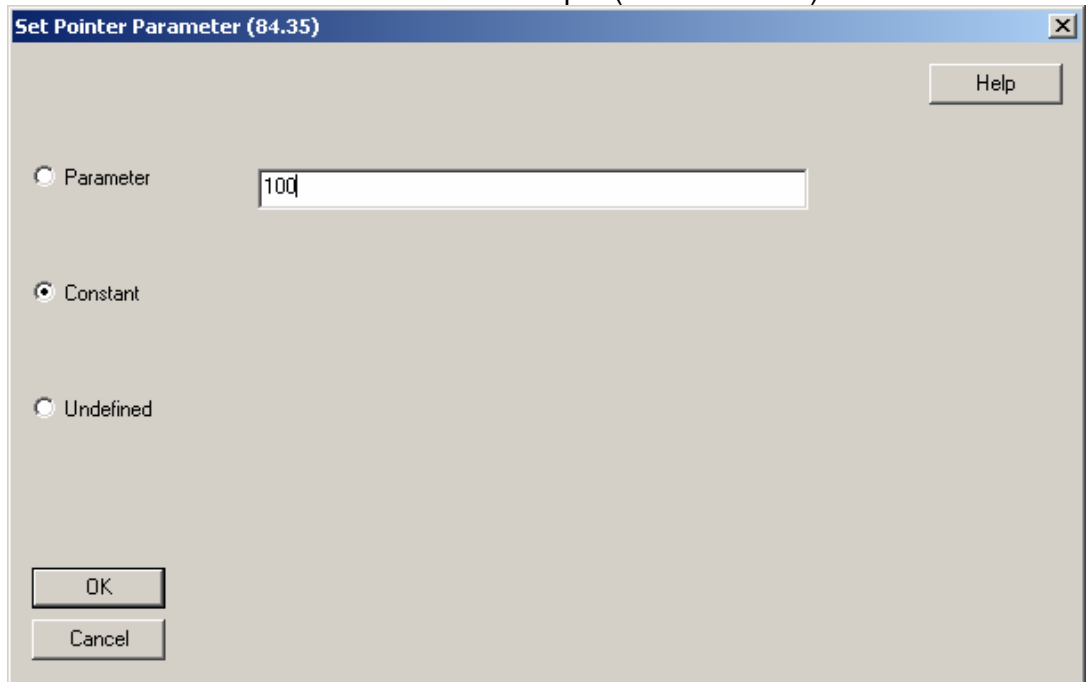 Set Pointer Parameter (84.35)
Help
Parameter
100
Constant
Undefined
OK
Cancel